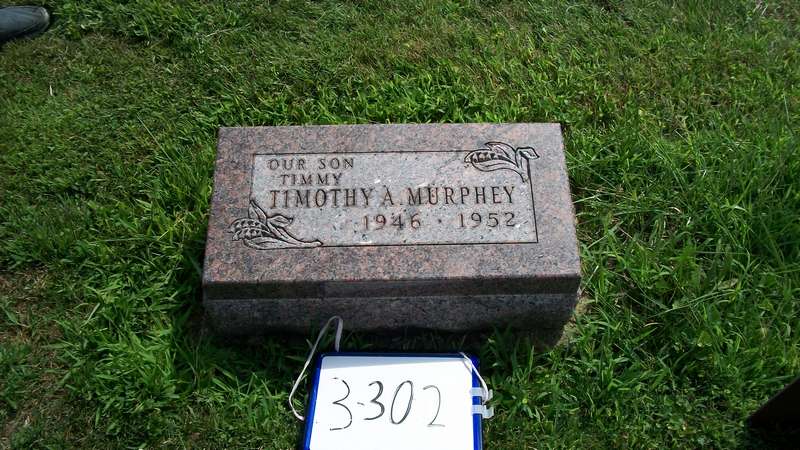 OUR SON
TIMMY
TIMOTHY A. MURPHEY
1946 · 1952
3-302